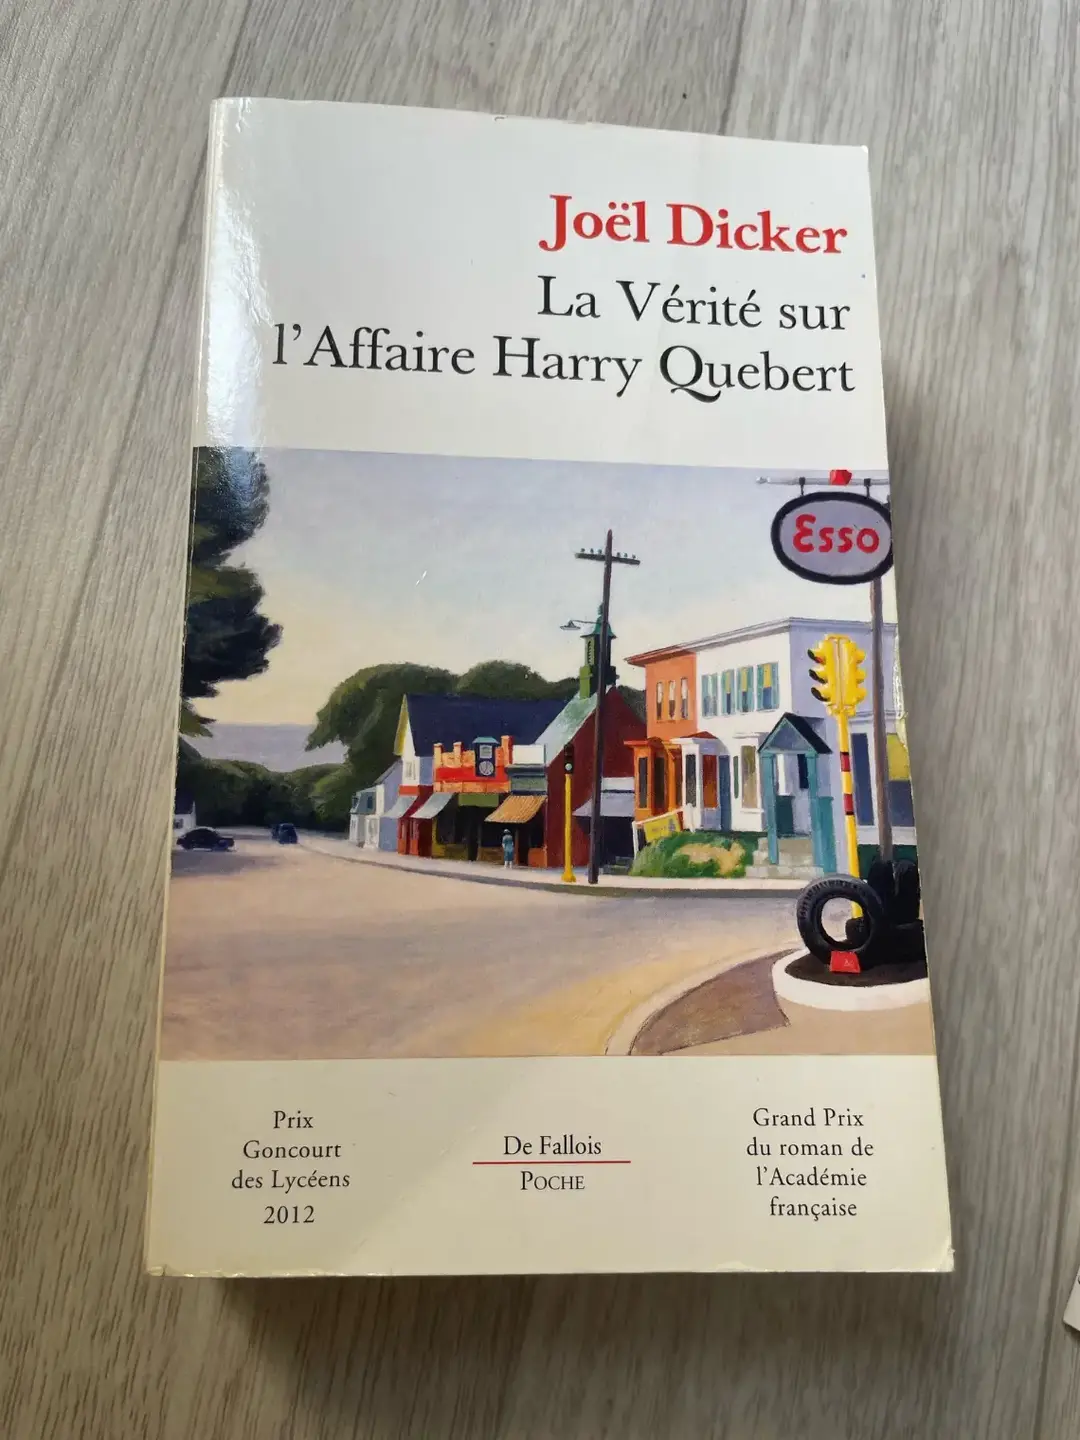 Joël Dicker
La Vérité sur
l'Affaire Harry Quebert
Esso
Prix
Goncourt
des Lycéens
2012
De Fallois
POCHE
Grand Prix
du roman de
l'Académie
française